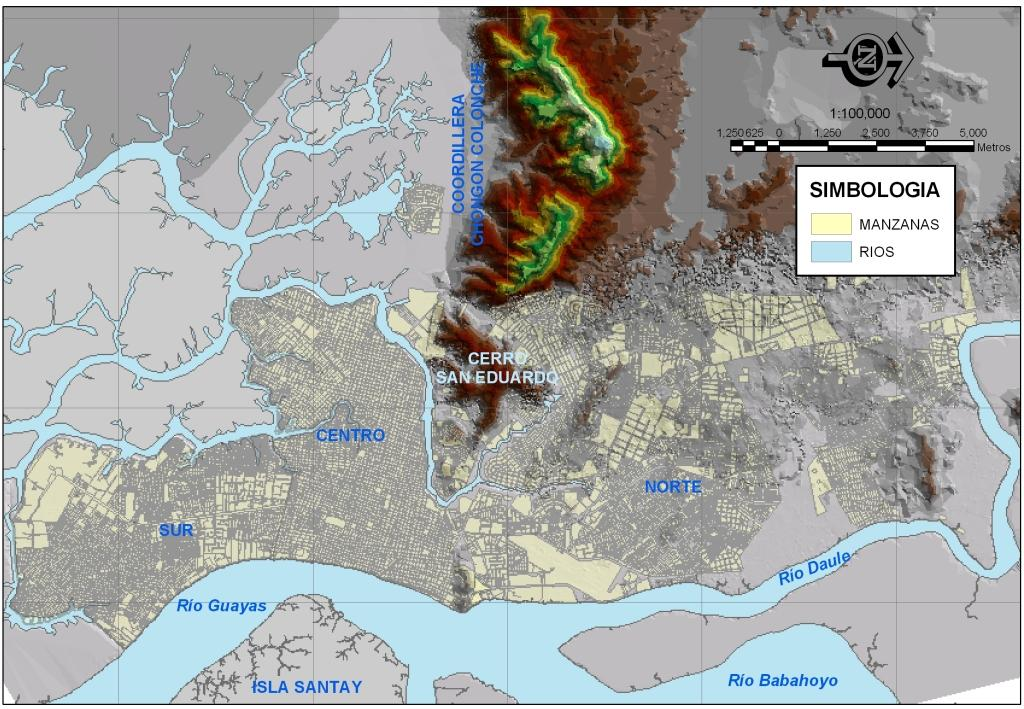 COORDILLERA
CHONGON COLONCHE
N
1:100,000
1,250 625 0 1,250 2,500 3,750 5,000
Metros
SIMBOLOGIA
MANZANAS
RIOS
CERRO
SAN EDUARDO
CENTRO
NORTE
SUR
Río Daule
Río Guayas
Río Babahoyo
ISLA SANTAY